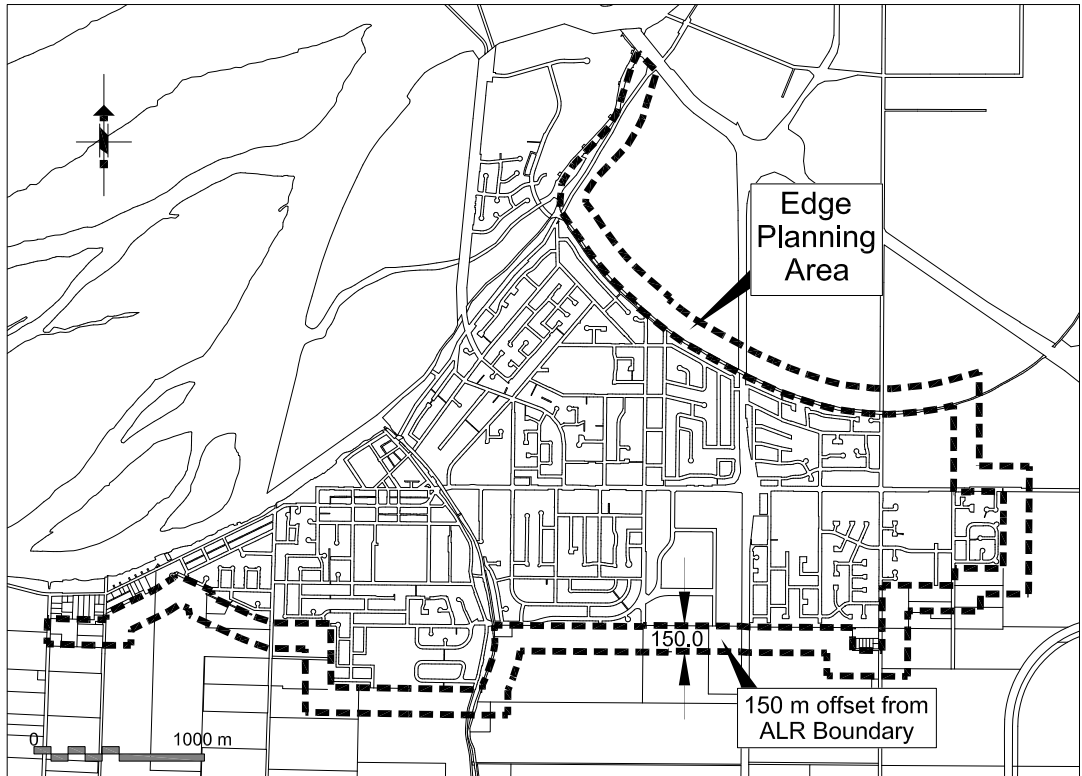 Edge
Planning
Area
150.0
150 m offset from
ALR Boundary
0
1000 m